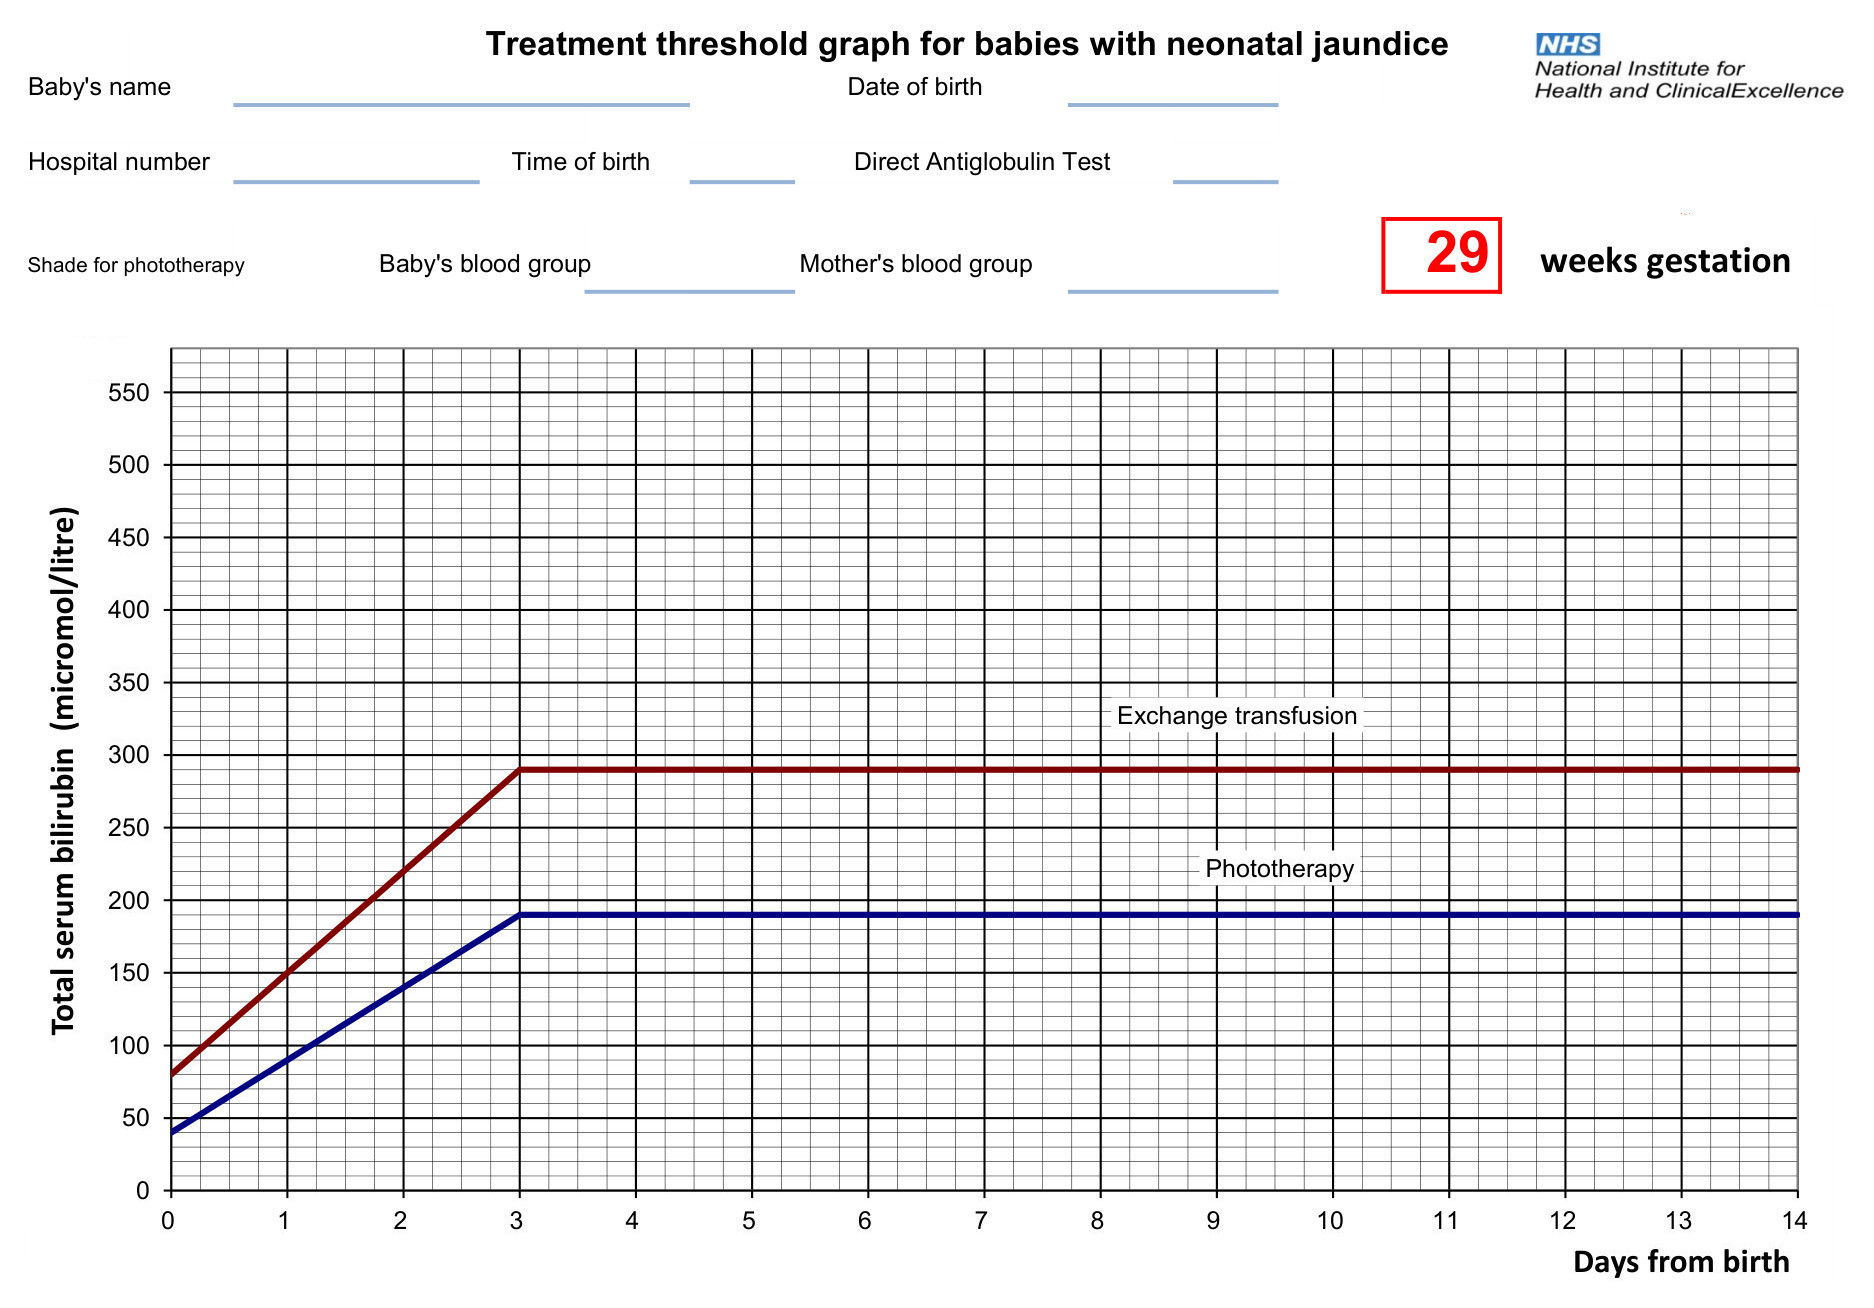 Treatment threshold graph for babies with neonatal jaundice
NHS
National Institute for
Health and ClinicalExcellence
Baby's name
Date of birth
Hospital number
Time of birth
Direct Antiglobulin Test
Shade for phototherapy
Baby's blood group
Mother's blood group
29
weeks gestation
Total serum bilirubin (micromol/litre)
550
500
450
400
350
300
250
200
150
100
50
0
Exchange transfusion
Phototherapy
0 1 2 3 4 5 6 7 8 9 10 11 12 13 14
Days from birth